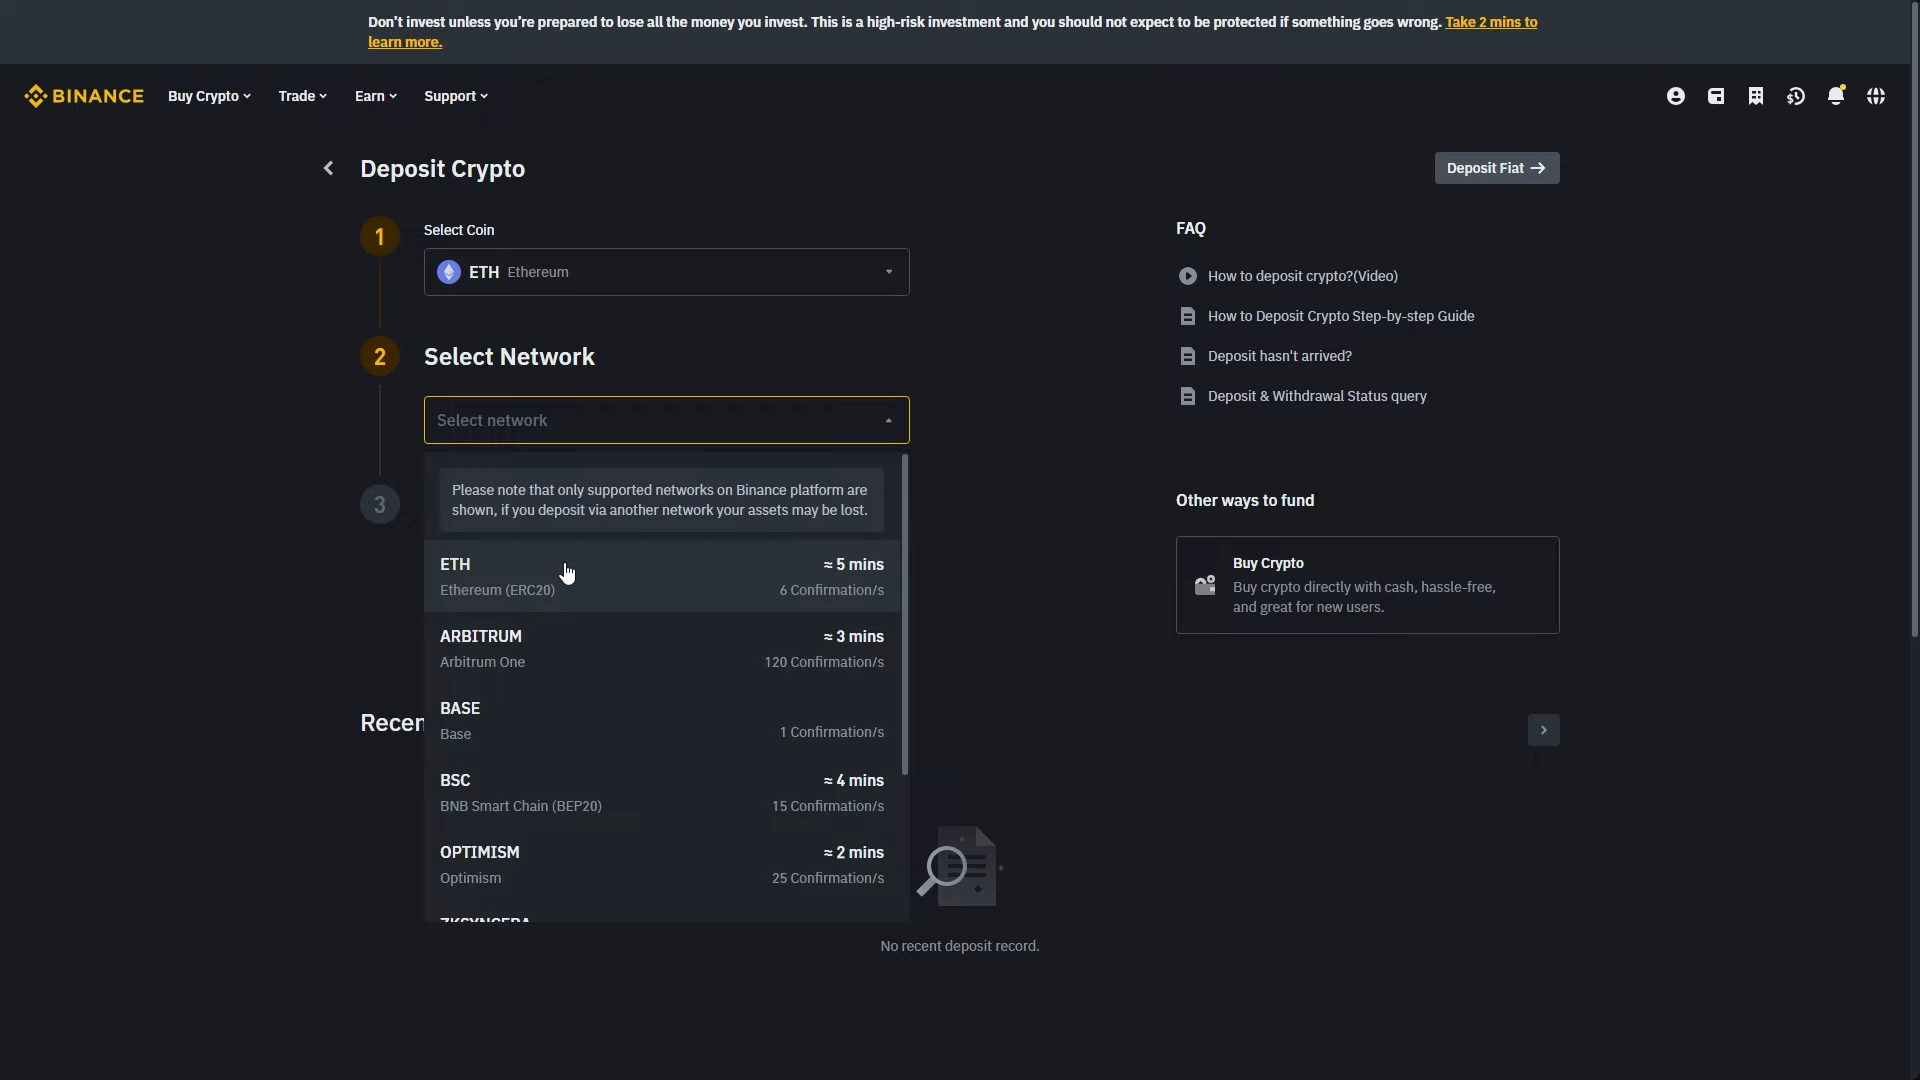 Don't invest unless you're prepared to lose all the money you invest. This is a high-risk investment and you should not expect to be protected if something goes wrong. Take 2 mins to
learn more.
BINANCE Buy Crypto Trade Earn Support
Deposit Crypto
Deposit Fiat
1
Select Coin
ETH Ethereum
2
Select Network
Select network
3
Please note that only supported networks on Binance platform are
shown, if you deposit via another network your assets may be lost.
ETH ≈ 5 mins
Ethereum (ERC20) 6 Confirmation/s
ARBITRUM ≈ 3 mins
Arbitrum One 120 Confirmation/s
BASE
Base 1 Confirmation/s
BSC ≈ 4 mins
BNB Smart Chain (BEP20) 15 Confirmation/s
OPTIMISM ≈ 2 mins
Optimism 25 Confirmation/s
ZKSYNCERA
Recen
No recent deposit record.
FAQ
How to deposit crypto?(Video)
How to Deposit Crypto Step-by-step Guide
Deposit hasn't arrived?
Deposit & Withdrawal Status query
Other ways to fund
Buy Crypto
Buy crypto directly with cash, hassle-free,
and great for new users.